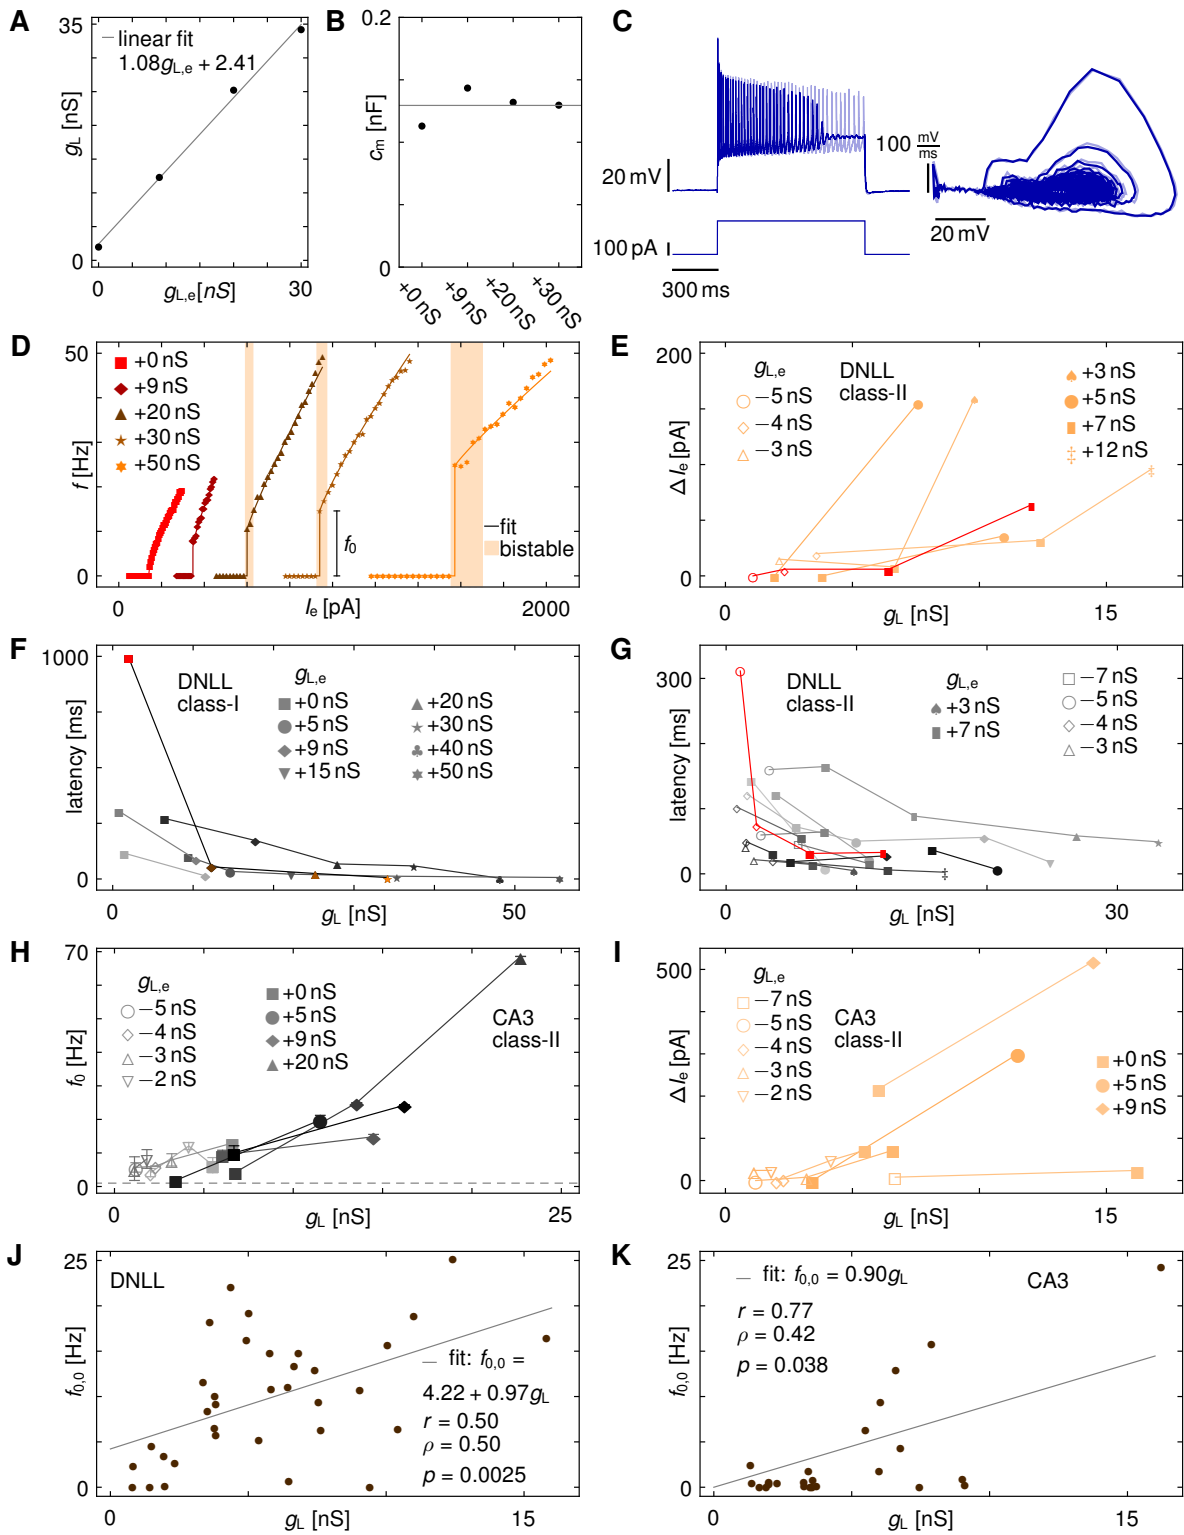 A
35
linear fit
1.08gL,e + 2.41
gL [nS]
0
0
30
gL,e[nS]
B
0.2
cm [nF]
0
+0 nS
+9 nS
+20 nS
+30 nS
C
20 mV
100 pA
300 ms
100 mV/ms
20 mV
D
50
+0 nS
+9 nS
+20 nS
+30 nS
+50 nS
f [Hz]
f0
fit
bistable
0
0
2000
Ie [pA]
E
200
gL,e
DNLL
class-II
−5 nS
−4 nS
−3 nS
+3 nS
+5 nS
+7 nS
+12 nS
ΔIe [pA]
0
0
15
gL [nS]
F
1000
DNLL
class-I
gL,e
+0 nS
+5 nS
+9 nS
+15 nS
+20 nS
+30 nS
+40 nS
+50 nS
latency [ms]
0
0
50
gL [nS]
G
300
DNLL
class-II
gL,e
+3 nS
+7 nS
−7 nS
−5 nS
−4 nS
−3 nS
latency [ms]
0
0
30
gL [nS]
H
70
gL,e
−5 nS
−4 nS
−3 nS
−2 nS
+0 nS
+5 nS
+9 nS
+20 nS
CA3
class-II
f0 [Hz]
0
0
25
gL [nS]
I
500
gL,e
−7 nS
−5 nS
−4 nS
−3 nS
−2 nS
CA3
class-II
+0 nS
+5 nS
+9 nS
ΔIe [pA]
0
0
15
gL [nS]
J
25
DNLL
f0,0 [Hz]
fit: f0,0 =
4.22 + 0.97gL
r = 0.50
ρ = 0.50
p = 0.0025
0
0
15
gL [nS]
K
25
fit: f0,0 = 0.90gL
CA3
r = 0.77
ρ = 0.42
p = 0.038
f0,0 [Hz]
0
0
15
gL [nS]